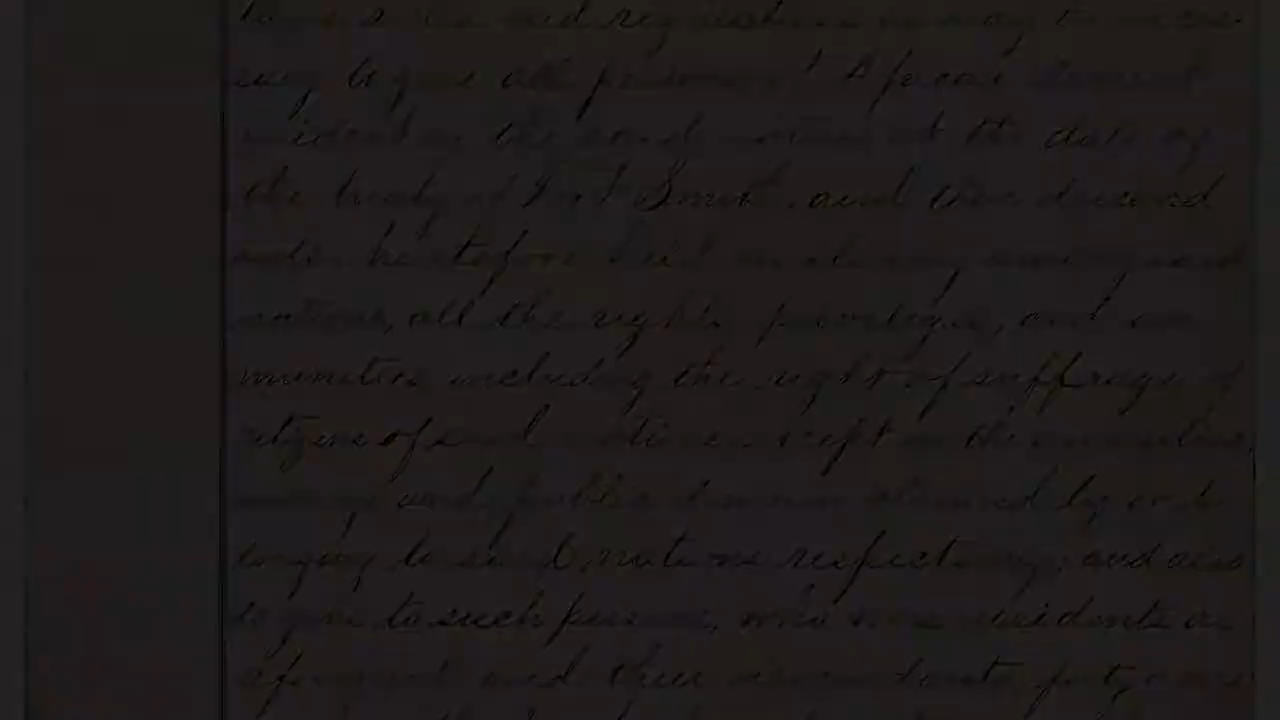 laws rules and regulations as may be neces-
sary to give all persons of African descent
resident in the said nations at the date of
the treaty of Fort Smith, and their descend
ants, heretofore held in slavery among said
nations, all the rights, privileges, and im
munities including the right of suffrage of
citizens of said nations, except in the annuities,
moneys and public domain claimed by or be
longing to said nations respectively; and also
to give to such persons, who were residents as
aforesaid and their descendants, forty acres